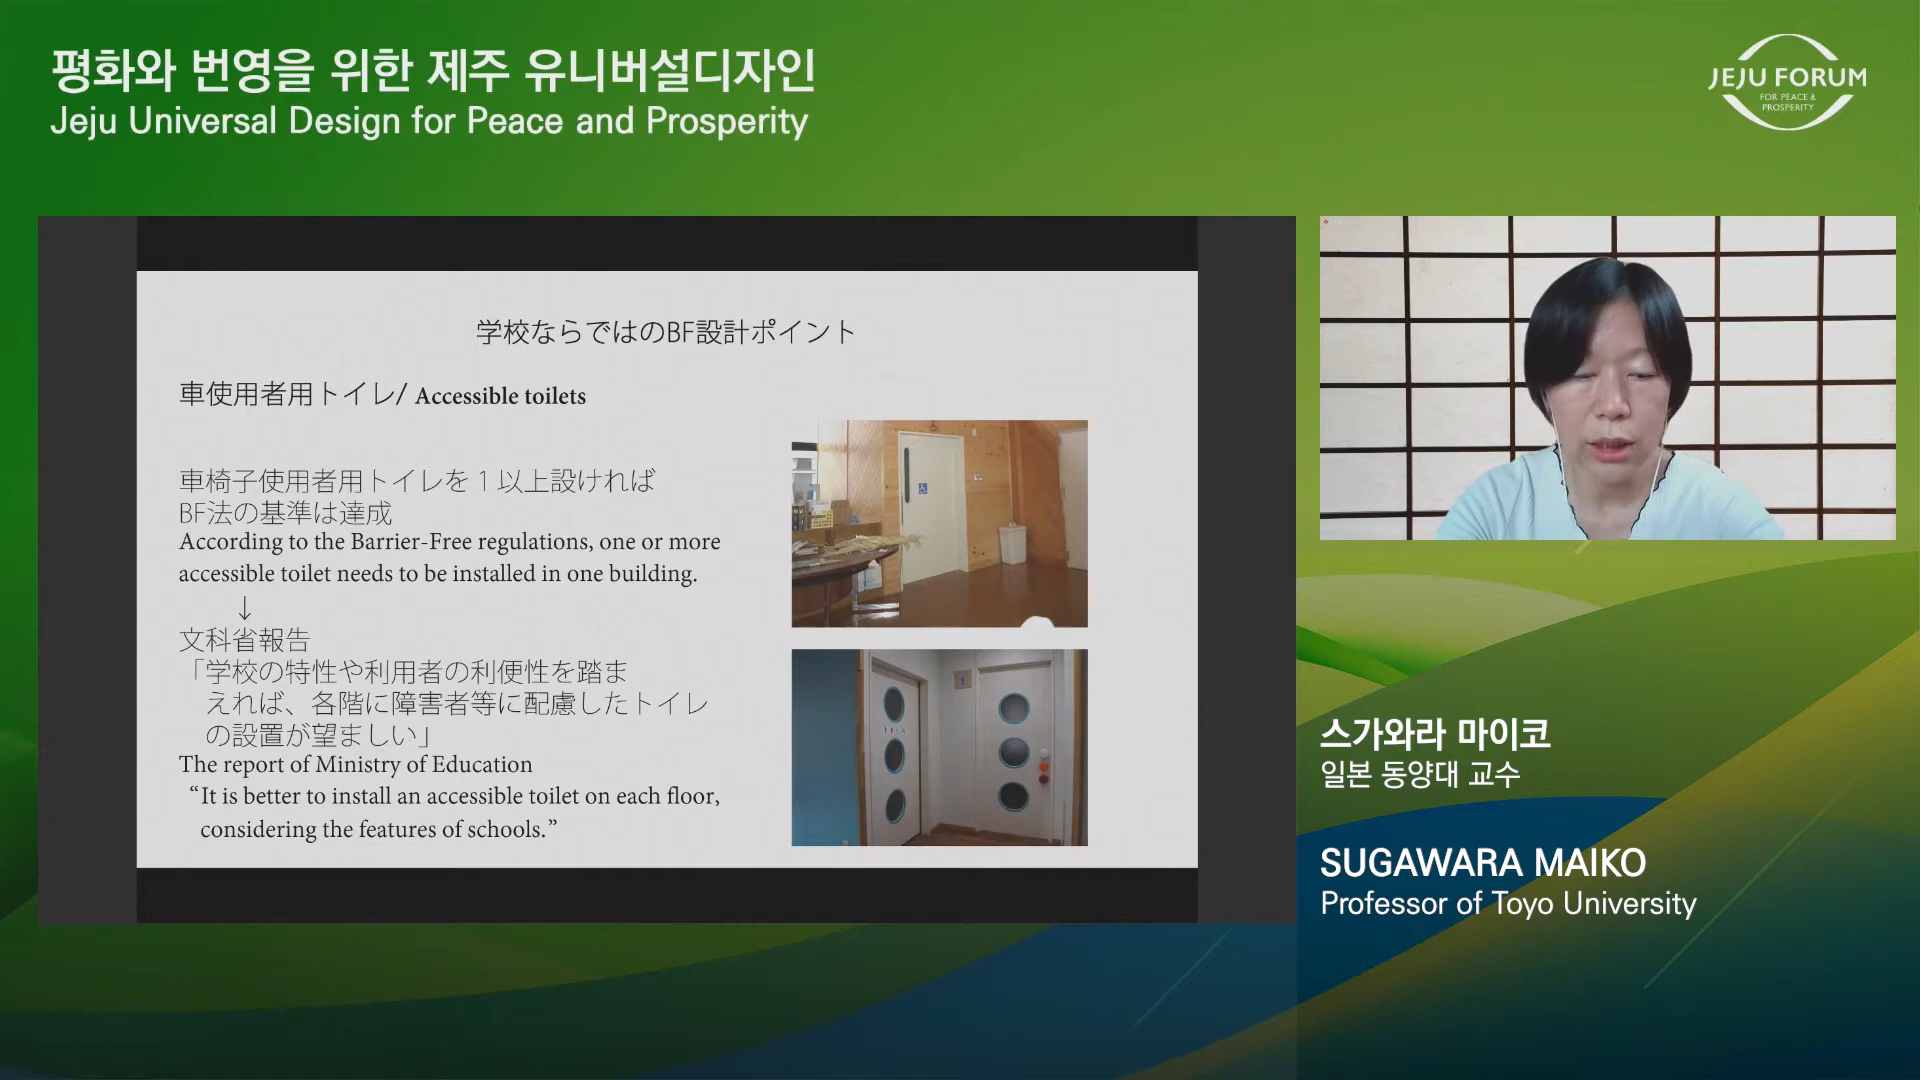 평화와 번영을 위한 제주 유니버설디자인
Jeju Universal Design for Peace and Prosperity
JEJU FORUM
FOR PEACE &
PROSPERITY
学校ならではのBF設計ポイント
車使用者用トイレ/ Accessible toilets
車椅子使用者用トイレを１以上設ければ
BF法の基準は達成
According to the Barrier-Free regulations, one or more
accessible toilet needs to be installed in one building.
↓
文科省報告
「学校の特性や利用者の利便性を踏ま
えれば、各階に障害者等に配慮したトイレ
の設置が望ましい」
The report of Ministry of Education
“It is better to install an accessible toilet on each floor,
considering the features of schools.”
스가와라 마이코
일본 동양대 교수
SUGAWARA MAIKO
Professor of Toyo University